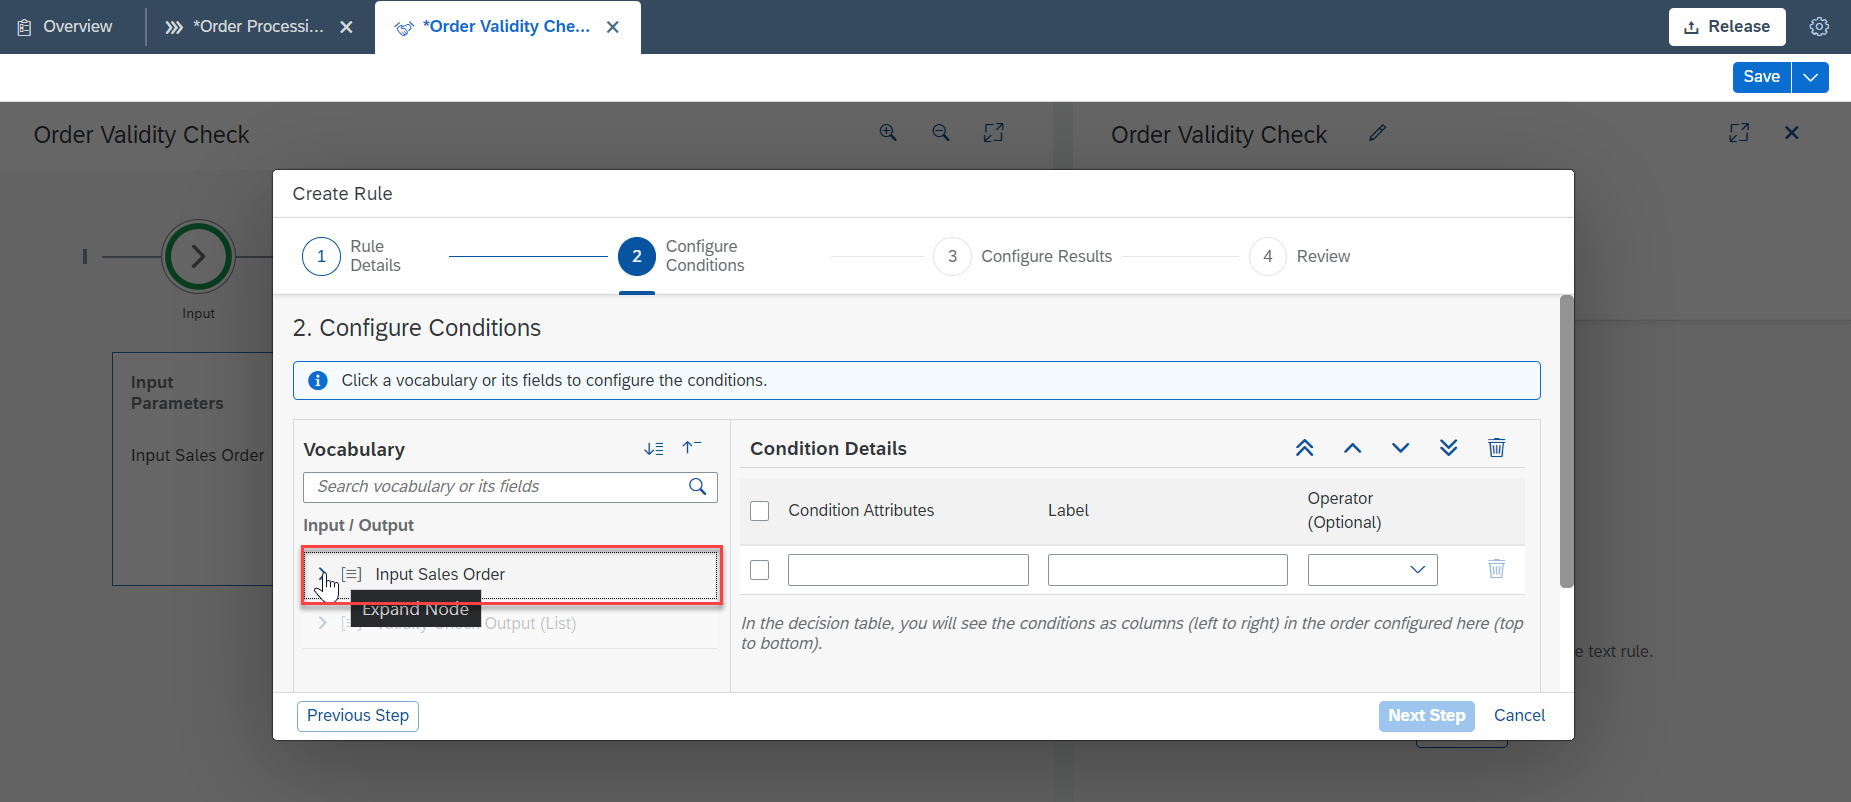 Overview
*Order Processi...
*Order Validity Che...
Release
Save
Order Validity Check
Order Validity Check
Create Rule
1
Rule
Details
2
Configure
Conditions
3
Configure Results
4
Review
Input
2. Configure Conditions
Click a vocabulary or its fields to configure the conditions.
Input
Parameters
Input Sales Order
Vocabulary
Search vocabulary or its fields
Input / Output
Input Sales Order
Expand Node
Validity Check Output (List)
Condition Details
Condition Attributes
Label
Operator
(Optional)
In the decision table, you will see the conditions as columns (left to right) in the order configured here (top
to bottom).
e text rule.
Previous Step
Next Step
Cancel